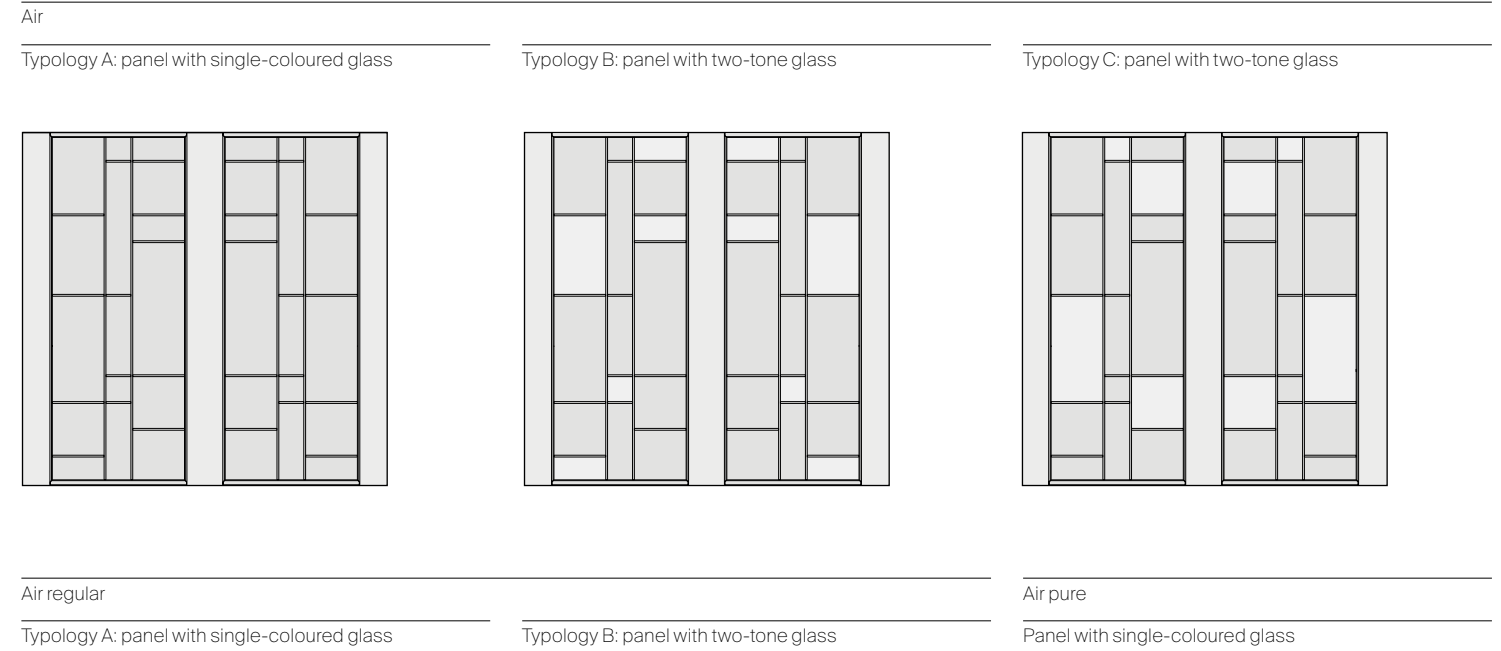 Air
Typology A: panel with single-coloured glass
Typology B: panel with two-tone glass
Typology C: panel with two-tone glass
Air regular
Air pure
Typology A: panel with single-coloured glass
Typology B: panel with two-tone glass
Panel with single-coloured glass